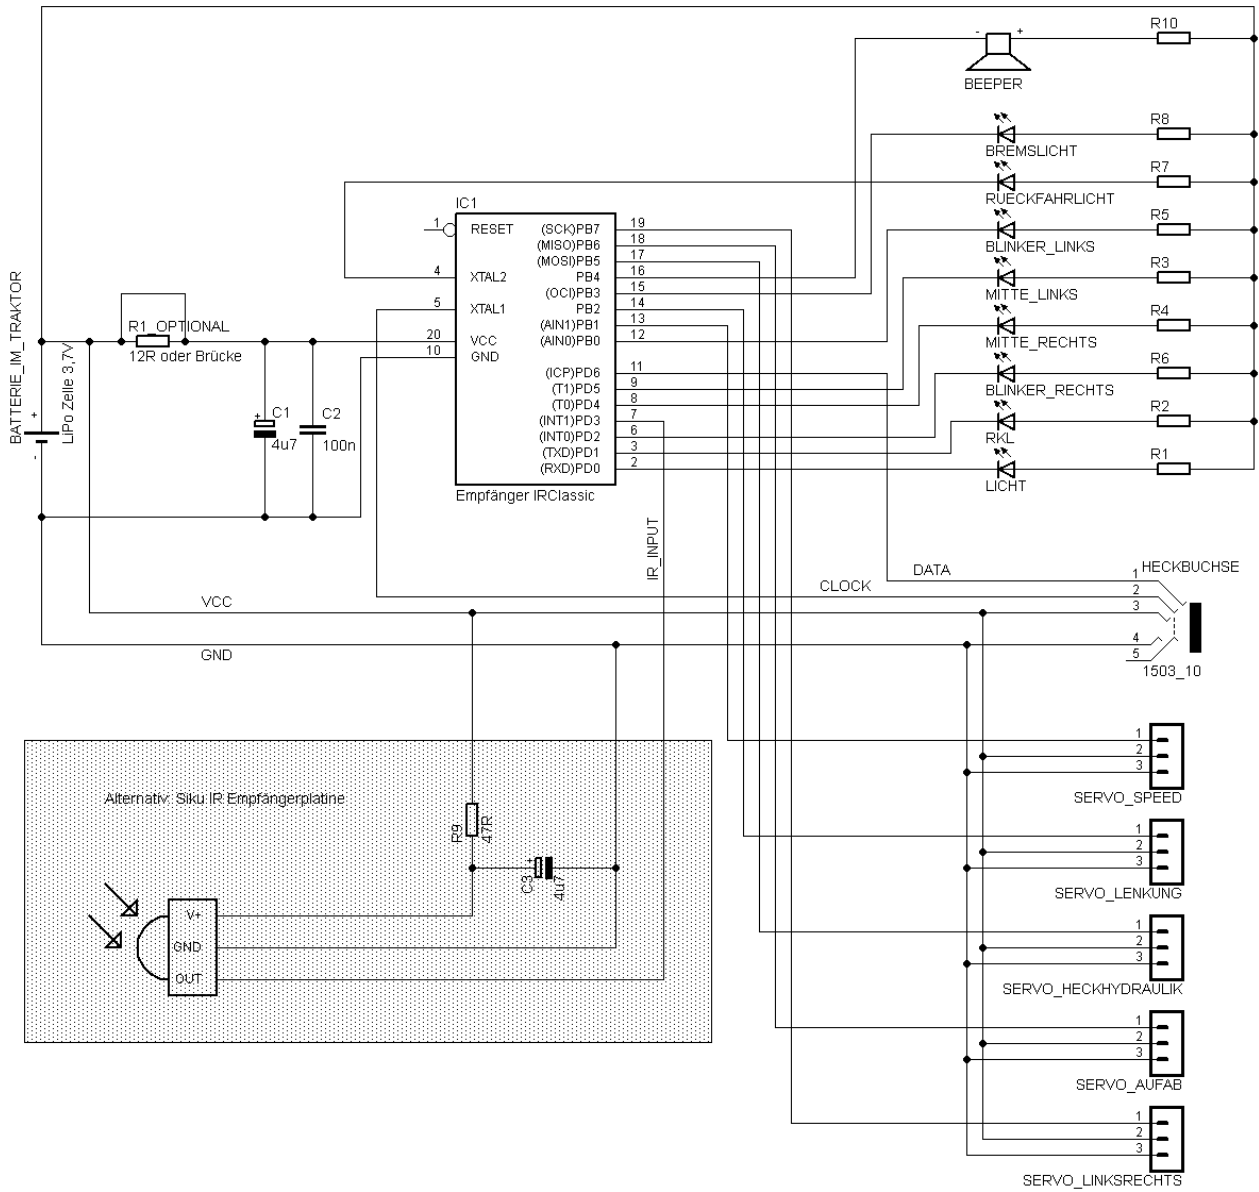 R10
- +
BEEPER
R8
BREMSLICHT
R7
RUECKFAHRLICHT
R5
BLINKER_LINKS
R3
MITTE_LINKS
R4
MITTE_RECHTS
R6
BLINKER_RECHTS
R2
RKL
R1
LICHT
IC1
1 RESET (SCK)PB7 19
(MISO)PB6 18
(MOSI)PB5 17
4 XTAL2 PB4 16
(OCI)PB3 15
5 XTAL1 PB2 14
(AIN1)PB1 13
20 VCC (AIN0)PB0 12
10 GND
(ICP)PD6 11
(T1)PD5 9
(T0)PD4 8
(INT1)PD3 7
(INT0)PD2 6
(TXD)PD1 3
(RXD)PD0 2
Empfänger IRClassic
BATTERIE_IM_TRAKTOR
LiPo Zelle 3,7V
+
-
R1_OPTIONAL
12R oder Brücke
+
C1
4u7
C2
100n
IR_INPUT
DATA
CLOCK
VCC
GND
HECKBUCHSE
1
2
3
4
5
1503_10
Alternativ: Siku IR Empfängerplatine
R9
47R
+
C3
4u7
V+
GND
OUT
1
2
3
SERVO_SPEED
1
2
3
SERVO_LENKUNG
1
2
3
SERVO_HECKHYDRAULIK
1
2
3
SERVO_AUFAB
1
2
3
SERVO_LINKSRECHTS